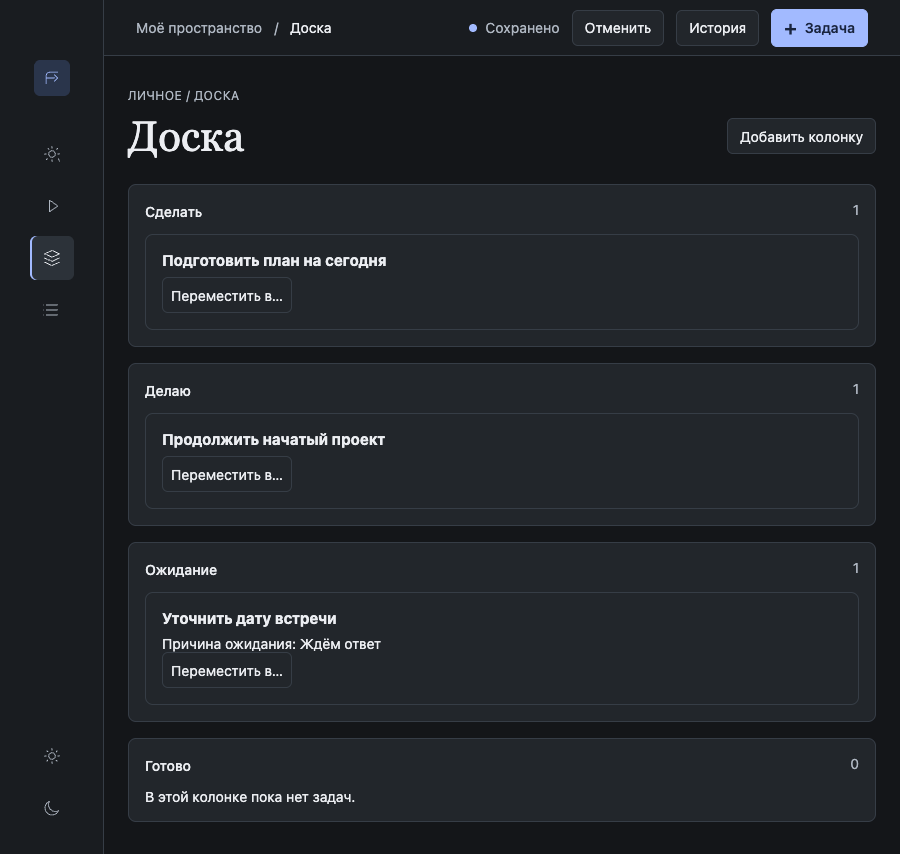 Моё пространство / Доска
Сохранено
Отменить
История
+ Задача
ЛИЧНОЕ / ДОСКА
Доска
Добавить колонку
Сделать
1
Подготовить план на сегодня
Переместить в...
Делаю
1
Продолжить начатый проект
Переместить в...
Ожидание
1
Уточнить дату встречи
Причина ожидания: Ждём ответ
Переместить в...
Готово
0
В этой колонке пока нет задач.